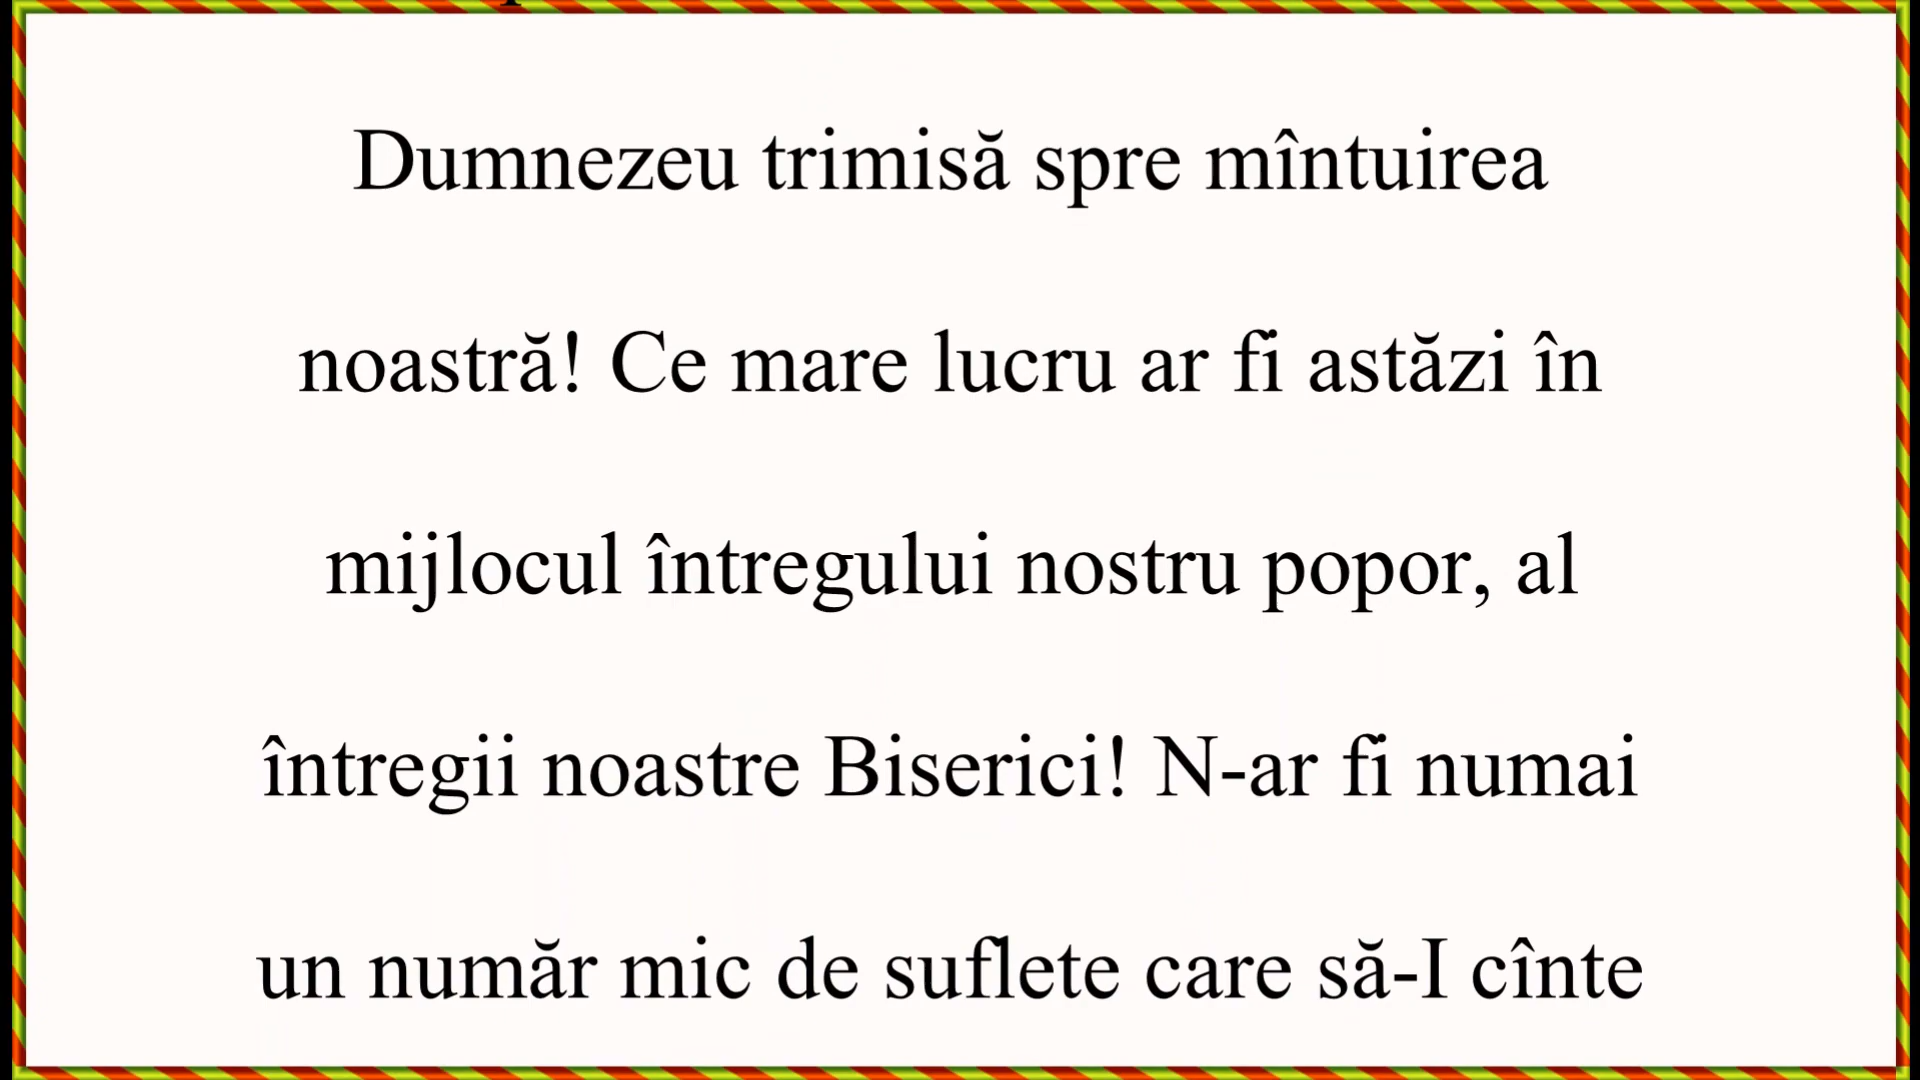 Dumnezeu trimisă spre mîntuirea
noastră! Ce mare lucru ar fi astăzi în
mijlocul întregului nostru popor, al
întregii noastre Biserici! N-ar fi numai
un număr mic de suflete care să-I cînte